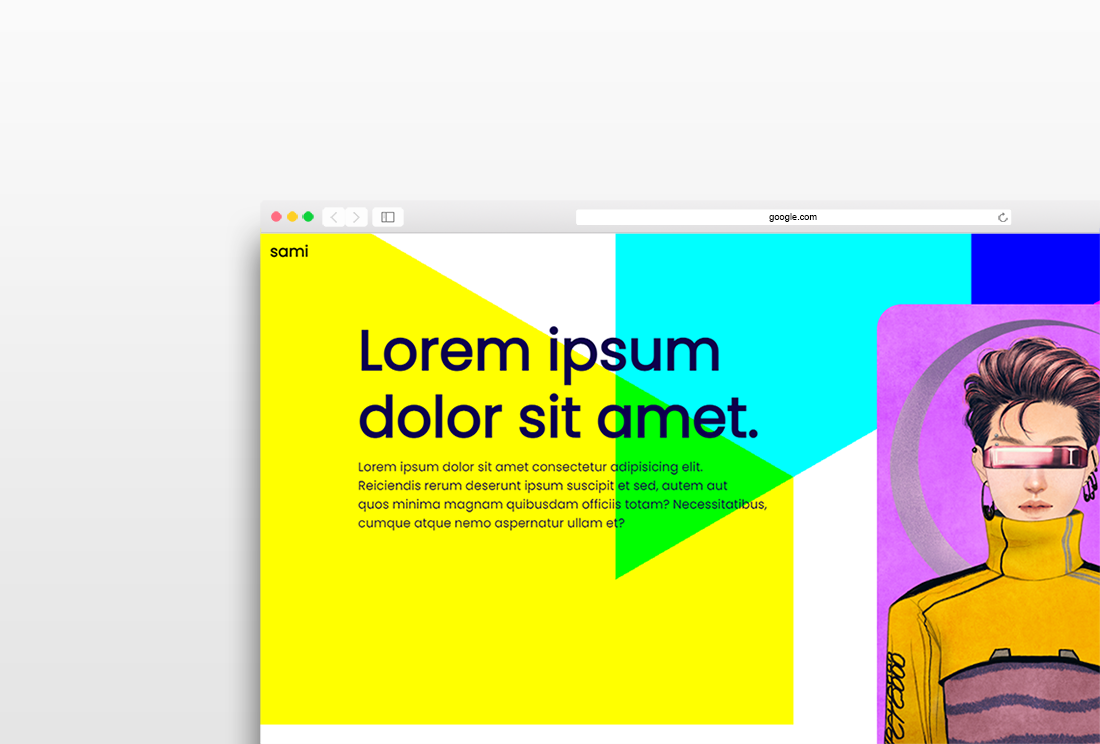 google.com
sami
Lorem ipsum
dolor sit amet.
Lorem ipsum dolor sit amet consectetur adipisicing elit.
Reiciendis rerum deserunt ipsum suscipit et sed, autem aut
quos minima magnam quibusdam officiis totam? Necessitatibus,
cumque atque nemo aspernatur ullam et?